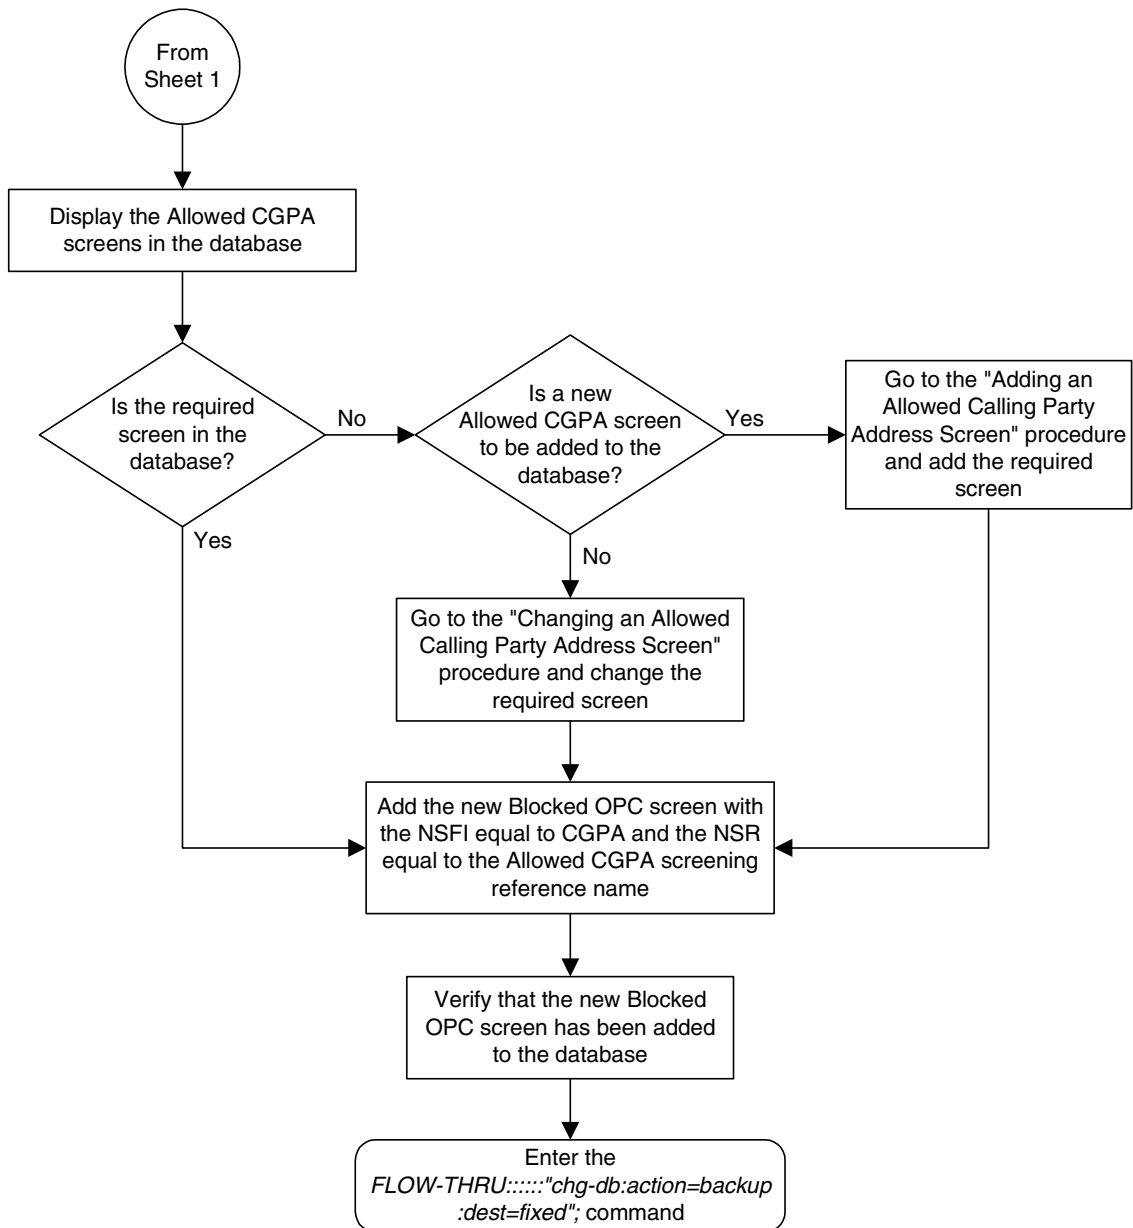 From
Sheet 1
Display the Allowed CGPA
screens in the database
Is the required
screen in the
database?
No
Yes
Is a new
Allowed CGPA screen
to be added to the
database?
Yes
No
Go to the "Adding an
Allowed Calling Party
Address Screen" procedure
and add the required
screen
Go to the "Changing an Allowed
Calling Party Address Screen"
procedure and change the
required screen
Add the new Blocked OPC screen with
the NSFI equal to CGPA and the NSR
equal to the Allowed CGPA screening
reference name
Verify that the new Blocked
OPC screen has been added
to the database
Enter the
FLOW-THRU::::::"chg-db:action=backup
:dest=fixed"; command